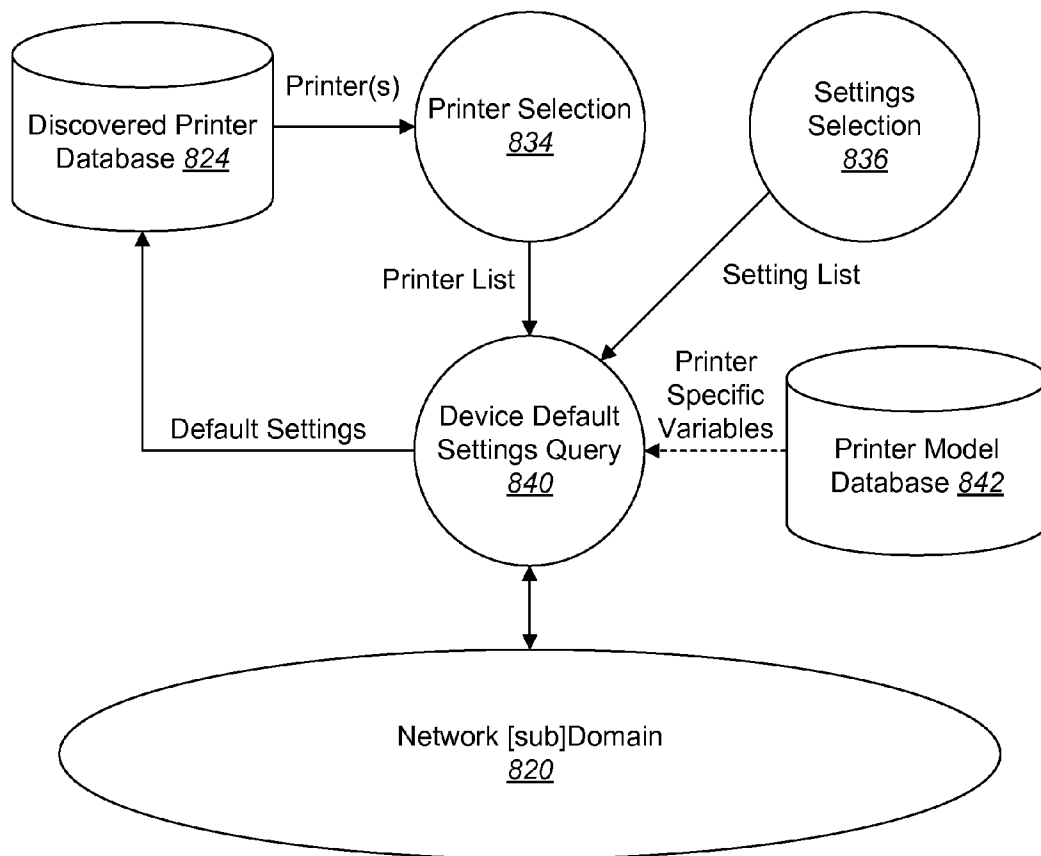 Discovered Printer
Database 824
Printer(s)
Printer Selection
834
Settings
Selection
836
Printer List
Setting List
Default Settings
Device Default
Settings Query
840
Printer
Specific
Variables
Printer Model
Database 842
Network [sub]Domain
820